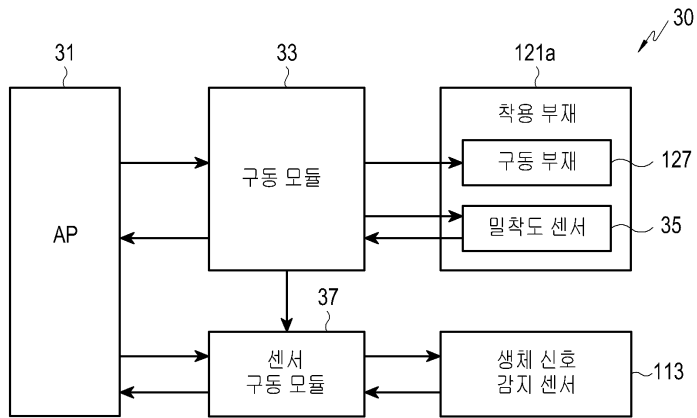 30
31
33
121a
AP
구동 모듈
착용 부재
구동 부재
127
밀착도 센서
35
37
센서
구동 모듈
생체 신호
감지 센서
113